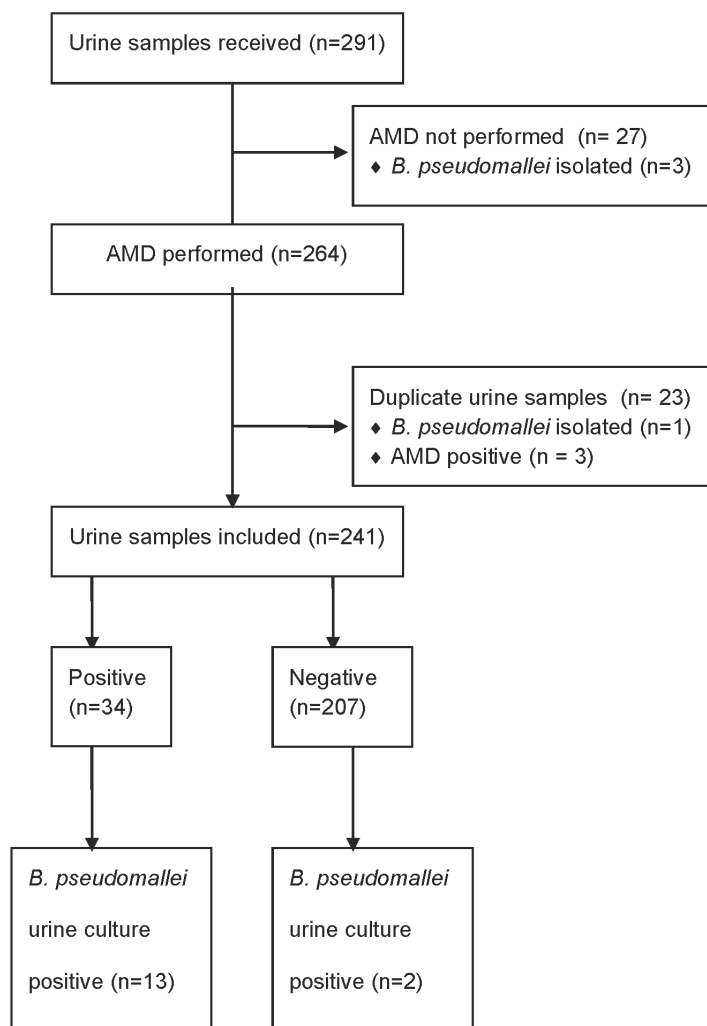 Urine samples received (n=291)
AMD not performed  (n= 27)
♦ B. pseudomallei isolated (n=3)
AMD performed (n=264)
Duplicate urine samples  (n= 23)
♦ B. pseudomallei isolated (n=1)
♦ AMD positive (n = 3)
Urine samples included (n=241)
Positive
(n=34)
Negative
(n=207)
B. pseudomallei
urine culture
positive (n=13)
B. pseudomallei
urine culture
positive (n=2)